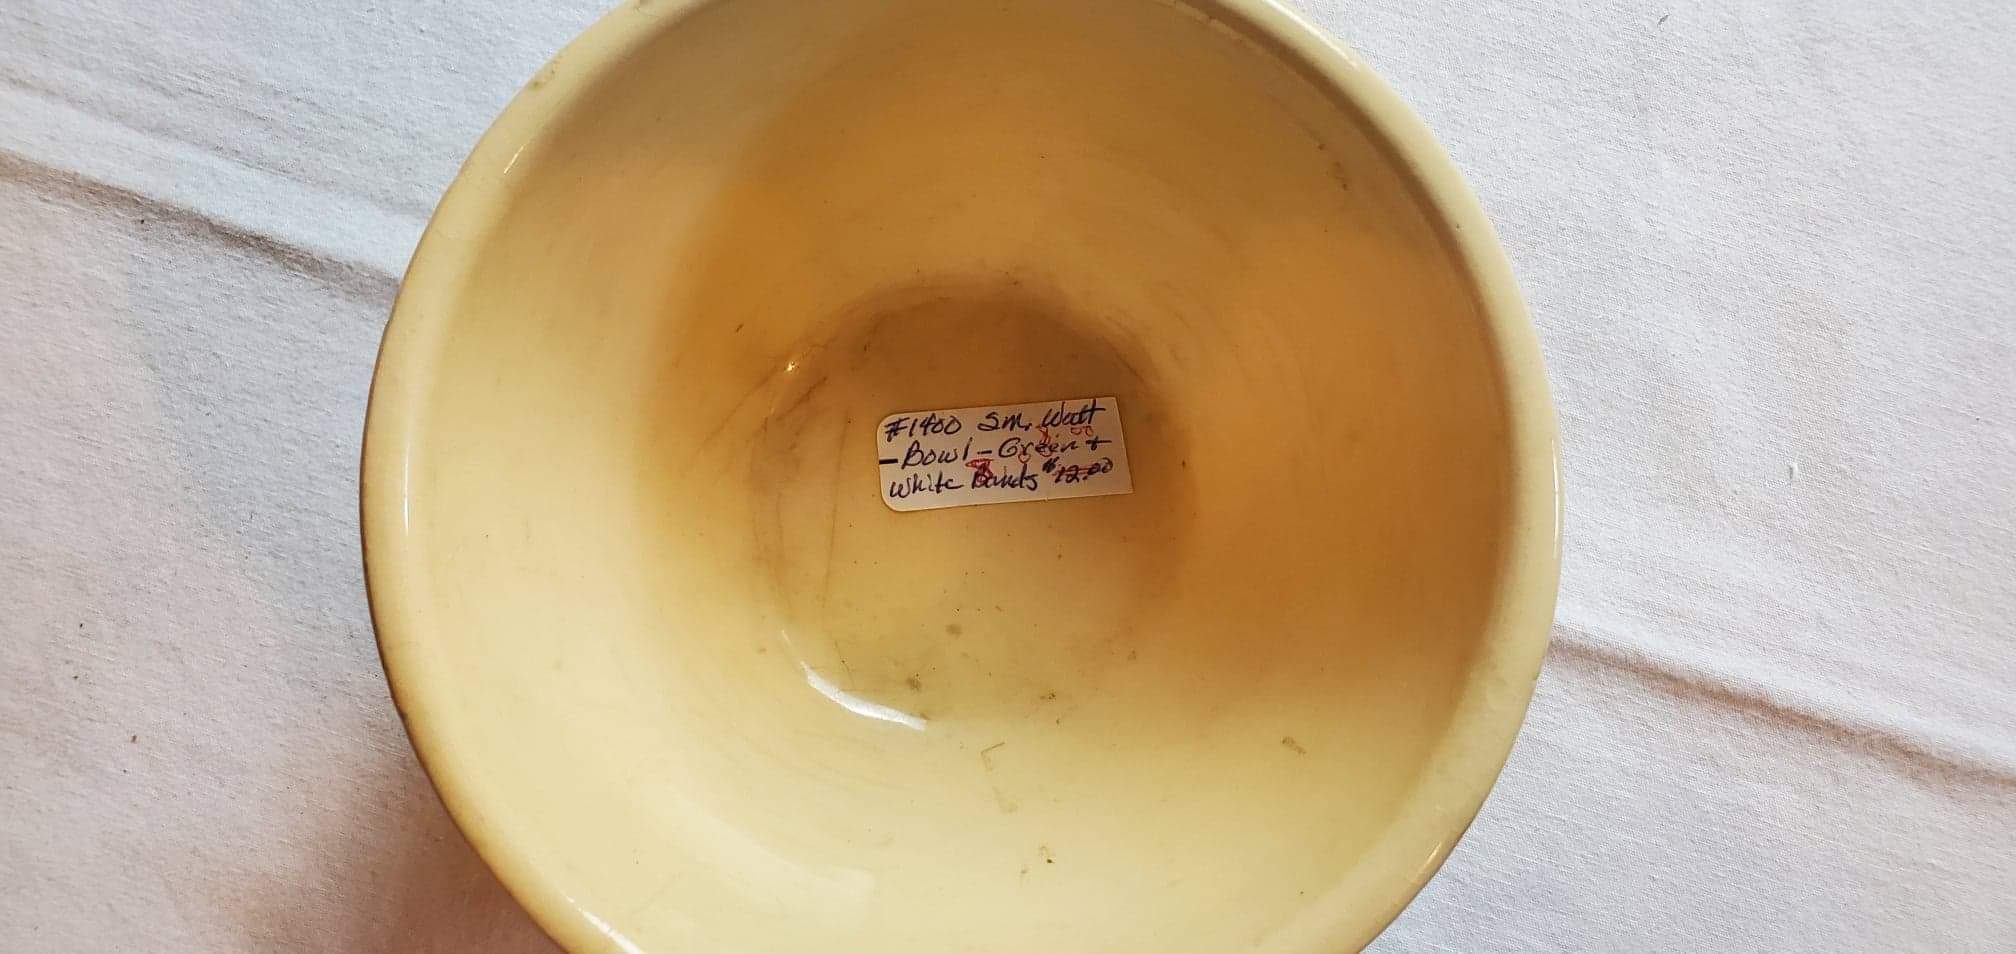 #1400 Sm. Watt
- Bowl - Green +
White Bands $12.00